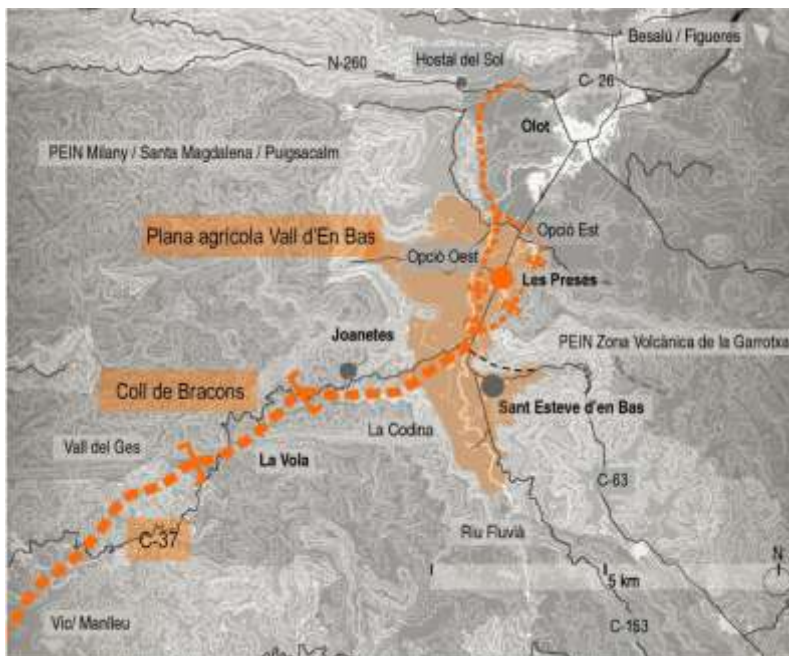 Besalú / Figueres
Hostal del Sol
N-260
C- 26
Olot
PEIN Milany / Santa Magdalena / Puigsacalm
Plana agrícola Vall d'En Bas
Opció Est
Opció Oest
Les Preses
Joanetes
PEIN Zona Volcànica de la Garrotxa
Coll de Bracons
Sant Esteve d'en Bas
La Codina
Vall del Ges
La Vola
C-63
C-37
Riu Fluvià
N
5 km
Vic/ Manlleu
C-153